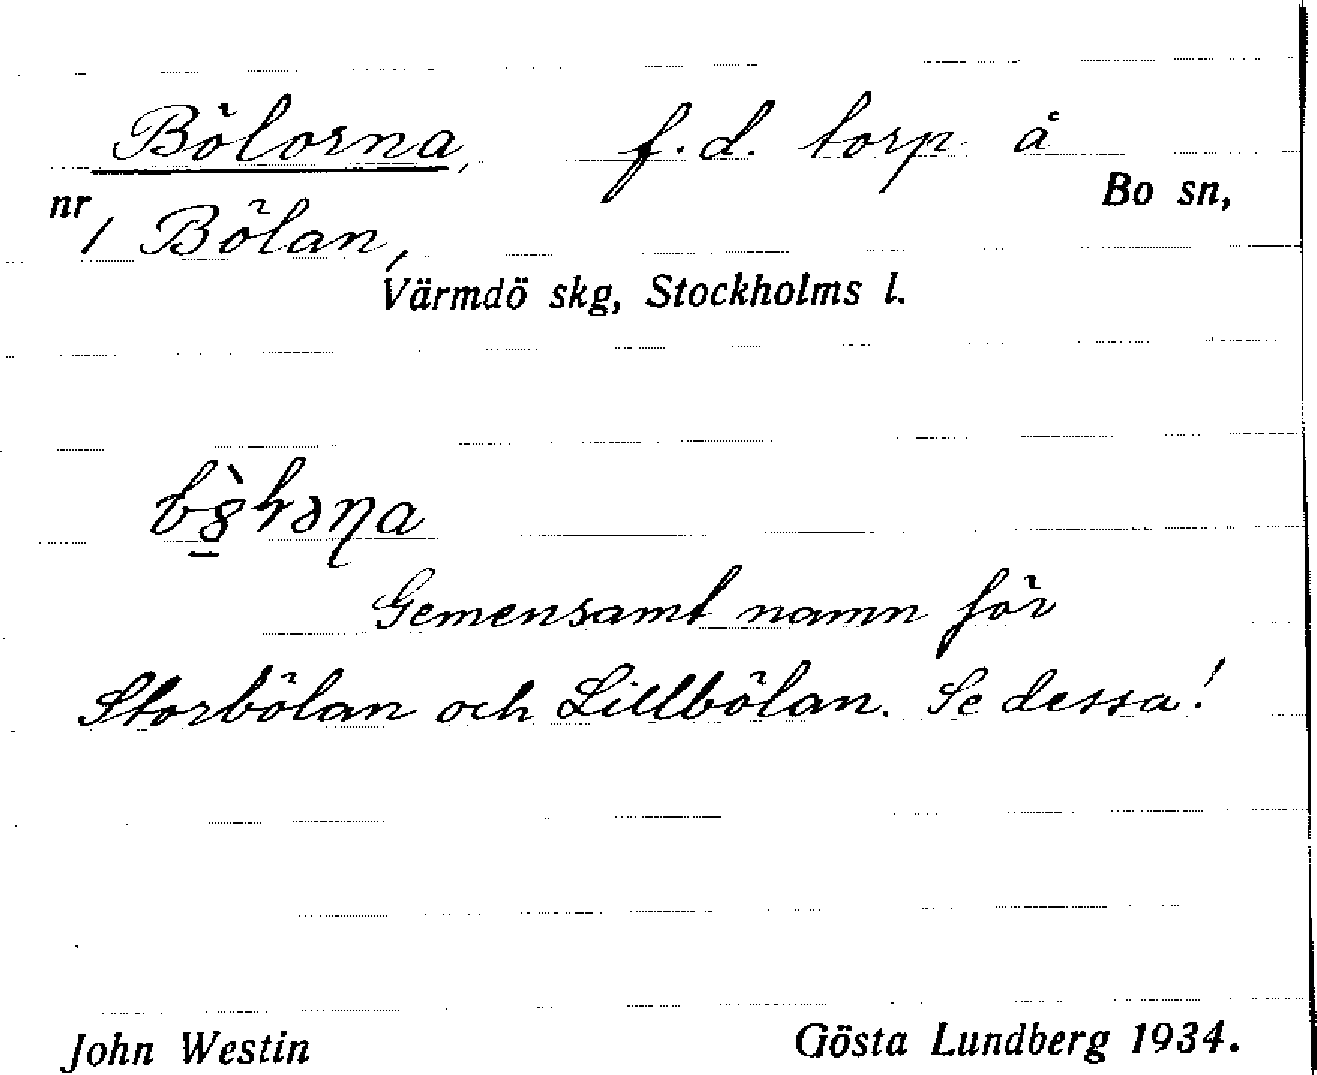 Bölorna, f.d. torp å
Bo sn,
nr 1 Bölan,
Värmdö skg, Stockholms l.
Gemensamt namn för
Storbölan och Lillbölan. Se dessa!
John Westin Gösta Lundberg 1934.